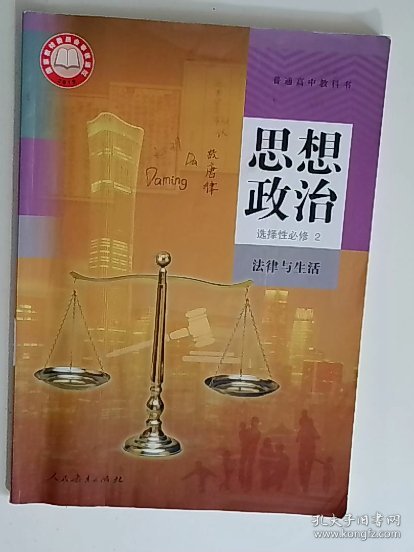 普通高中教科书
思想
政治
选择性必修 2
法律与生活
Da
Daming
人民教育出版社
孔夫子旧书网
www.kongfz.com